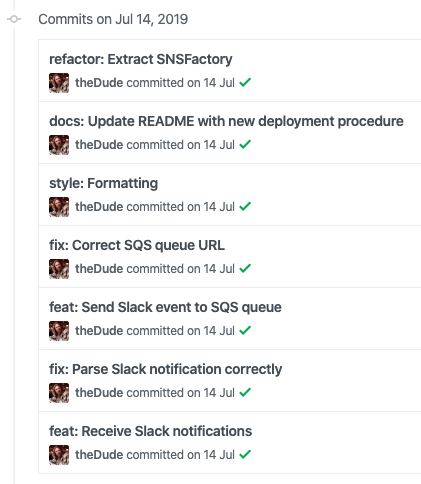 Commits on Jul 14, 2019
refactor: Extract SNSFactory
theDude committed on 14 Jul
docs: Update README with new deployment procedure
theDude committed on 14 Jul
style: Formatting
theDude committed on 14 Jul
fix: Correct SQS queue URL
theDude committed on 14 Jul
feat: Send Slack event to SQS queue
theDude committed on 14 Jul
fix: Parse Slack notification correctly
theDude committed on 14 Jul
feat: Receive Slack notifications
theDude committed on 14 Jul